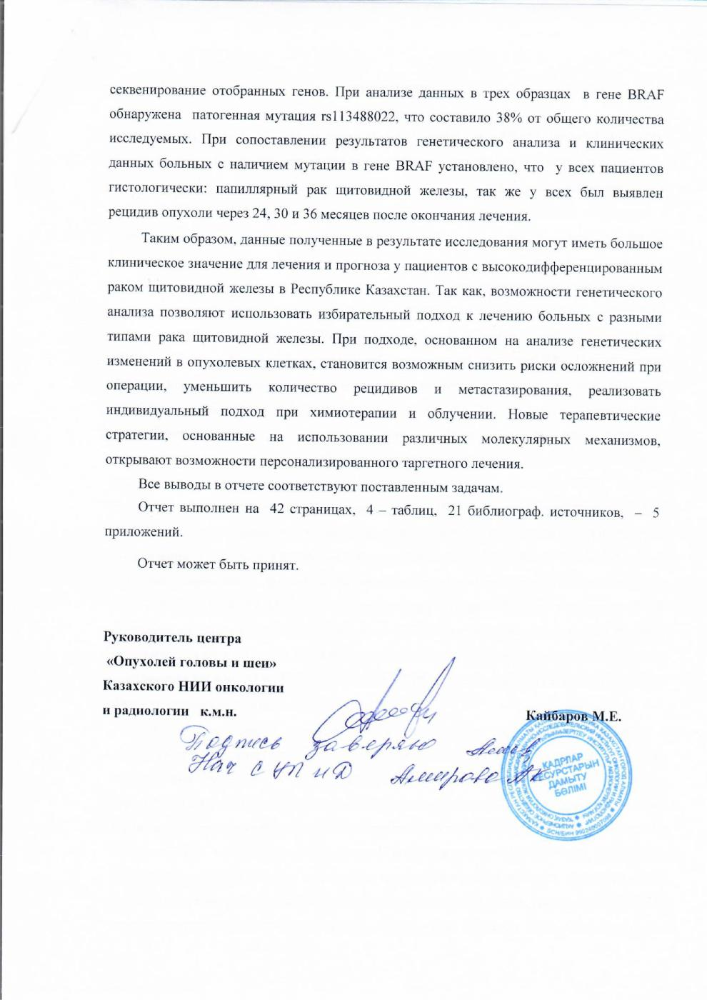 секвенирование отобранных генов. При анализе данных в трех образцах в гене BRAF
обнаружена патогенная мутация rs113488022, что составило 38% от общего количества
исследуемых. При сопоставлении результатов генетического анализа и клинических
данных больных с наличием мутации в гене BRAF установлено, что у всех пациентов
гистологически: папиллярный рак щитовидной железы, так же у всех был выявлен
рецидив опухоли через 24, 30 и 36 месяцев после окончания лечения.
Таким образом, данные полученные в результате исследования могут иметь большое
клиническое значение для лечения и прогноза у пациентов с высокодифференцированным
раком щитовидной железы в Республике Казахстан. Так как, возможности генетического
анализа позволяют использовать избирательный подход к лечению больных с разными
типами рака щитовидной железы. При подходе, основанном на анализе генетических
изменений в опухолевых клетках, становится возможным снизить риски осложнений при
операции, уменьшить количество рецидивов и метастазирования, реализовать
индивидуальный подход при химиотерапии и облучении. Новые терапевтические
стратегии, основанные на использовании различных молекулярных механизмов,
открывают возможности персонализированного таргетного лечения.
Все выводы в отчете соответствуют поставленным задачам.
Отчет выполнен на 42 страницах, 4 – таблиц, 21 библиограф. источников, – 5
приложений.
Отчет может быть принят.
Руководитель центра
«Опухолей головы и шеи»
Казахского НИИ онкологии
и радиологии к.м.н.
Кайбаров М.Е.
Подпись заверяю
Нач СУП и Д Амирова
КАДРЛАР
РЕСУРСТАРЫН
ДАМЫТУ
БӨЛІМІ